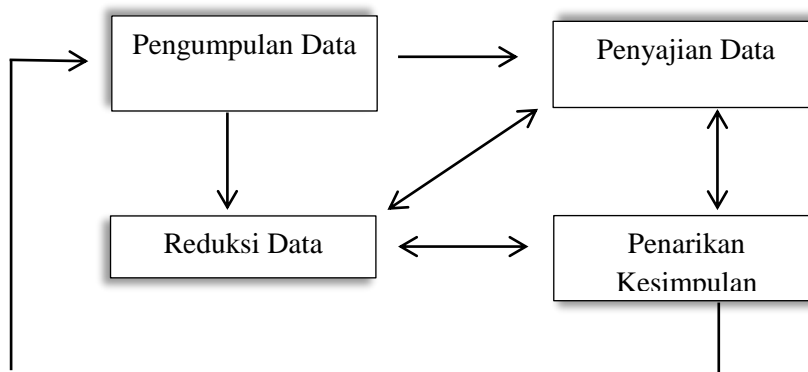 Pengumpulan Data
Penyajian Data
Reduksi Data
Penarikan
Kesimpulan